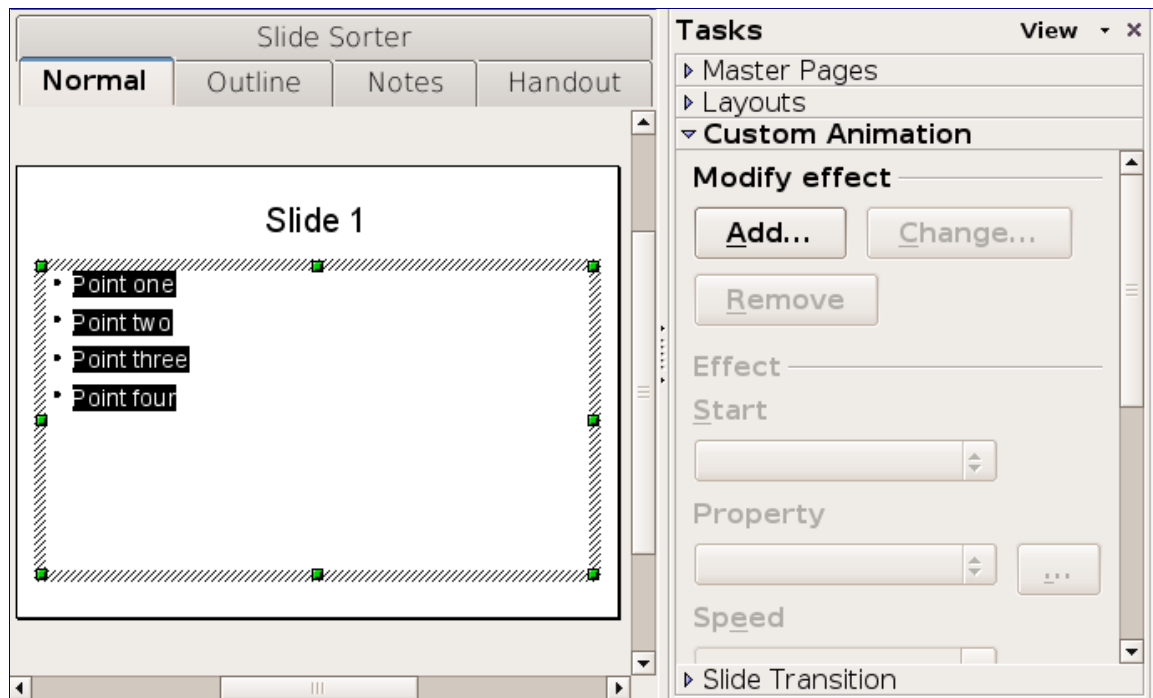 Slide Sorter
Normal Outline Notes Handout
Slide 1
• Point one
• Point two
• Point three
• Point four
Tasks View
Master Pages
Layouts
Custom Animation
Modify effect
Add... Change...
Remove
Effect
Start
Property
...
Speed
Slide Transition